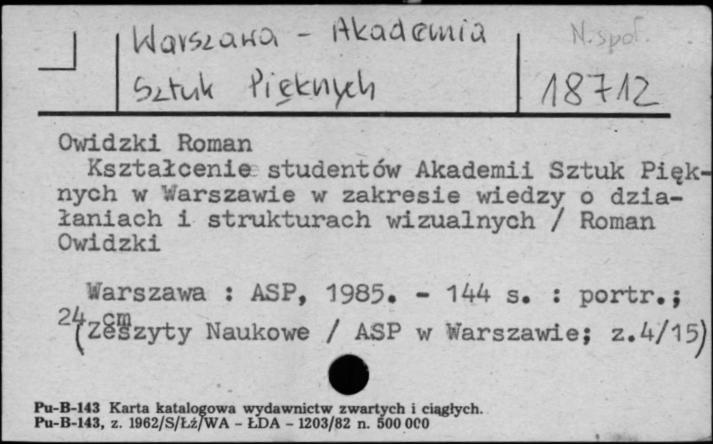 Warszawa - Akademia
Sztuk Pięknych
N.społ.
18712
Owidzki Roman
Kształcenie studentów Akademii Sztuk Pięk-
nych w Warszawie w zakresie wiedzy o dzia-
łaniach i strukturach wizualnych / Roman
Owidzki
Warszawa : ASP, 1985. - 144 s. : portr.;
24 cm
(Zeszyty Naukowe / ASP w Warszawie; z.4/15)
Pu-B-143 Karta katalogowa wydawnictw zwartych i ciągłych.
Pu-B-143, z. 1962/S/Łź/WA - ŁDA - 1203/82 n. 500 000